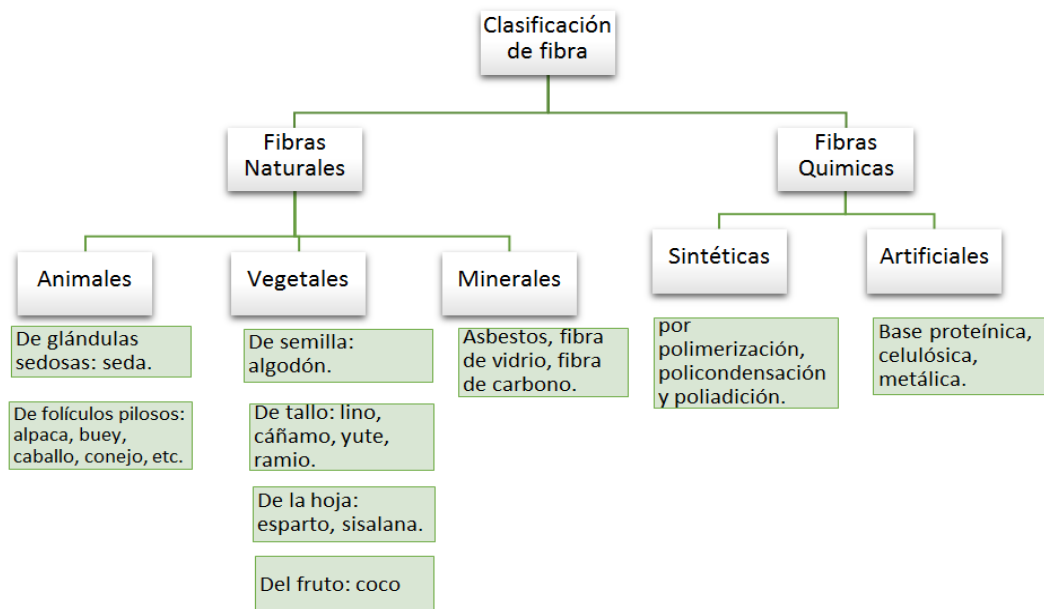 Clasificación
de fibra
Fibras
Naturales
Fibras
Quimicas
Animales
Vegetales
Minerales
Sintéticas
Artificiales
De glándulas
sedosas: seda.
De folículos pilosos:
alpaca, buey,
caballo, conejo, etc.
De semilla:
algodón.
De tallo: lino,
cáñamo, yute,
ramio.
De la hoja:
esparto, sisalana.
Del fruto: coco
Asbestos, fibra
de vidrio, fibra
de carbono.
por
polimerización,
policondensación
y poliadición.
Base proteínica,
celulósica,
metálica.